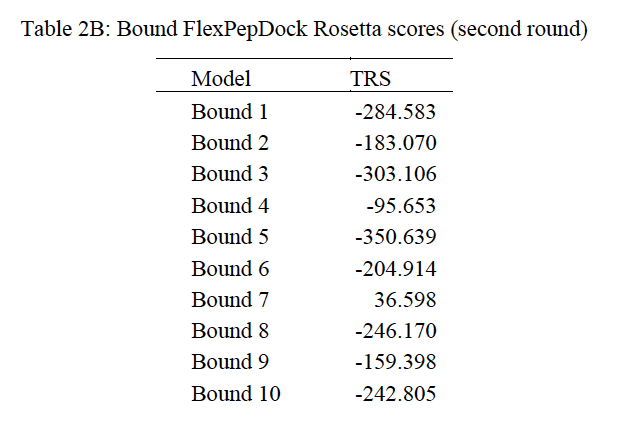 Table 2B: Bound FlexPepDock Rosetta scores (second round)
Model TRS
Bound 1 -284.583
Bound 2 -183.070
Bound 3 -303.106
Bound 4 -95.653
Bound 5 -350.639
Bound 6 -204.914
Bound 7 36.598
Bound 8 -246.170
Bound 9 -159.398
Bound 10 -242.805